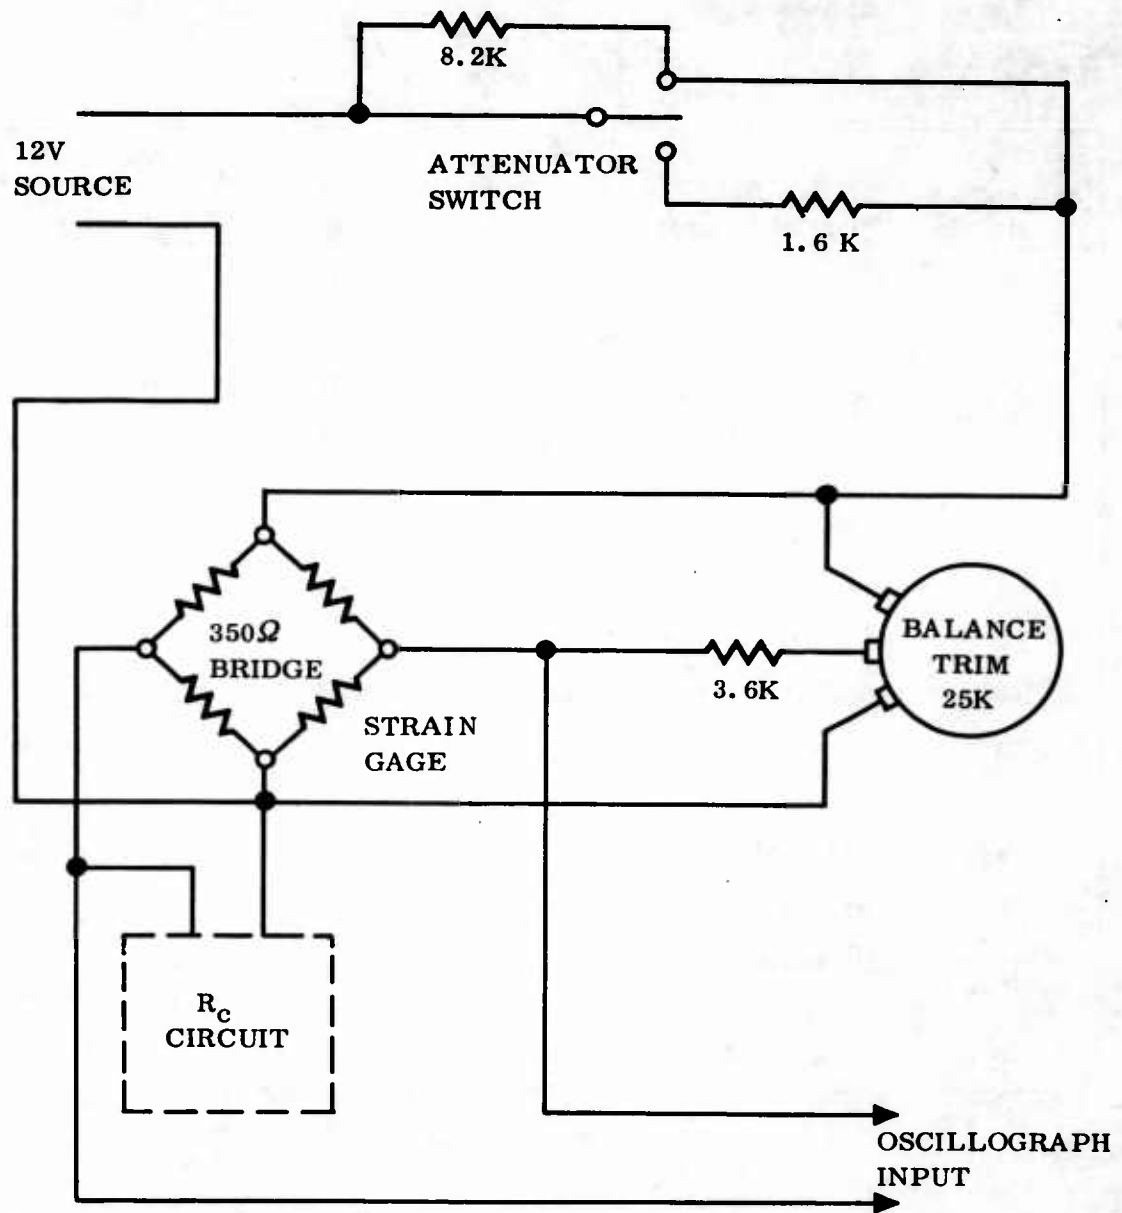 8.2K
12V
SOURCE
ATTENUATOR
SWITCH
1.6 K
350Ω
BRIDGE
BALANCE
TRIM
25K
3.6K
STRAIN
GAGE
Rc
CIRCUIT
OSCILLOGRAPH
INPUT